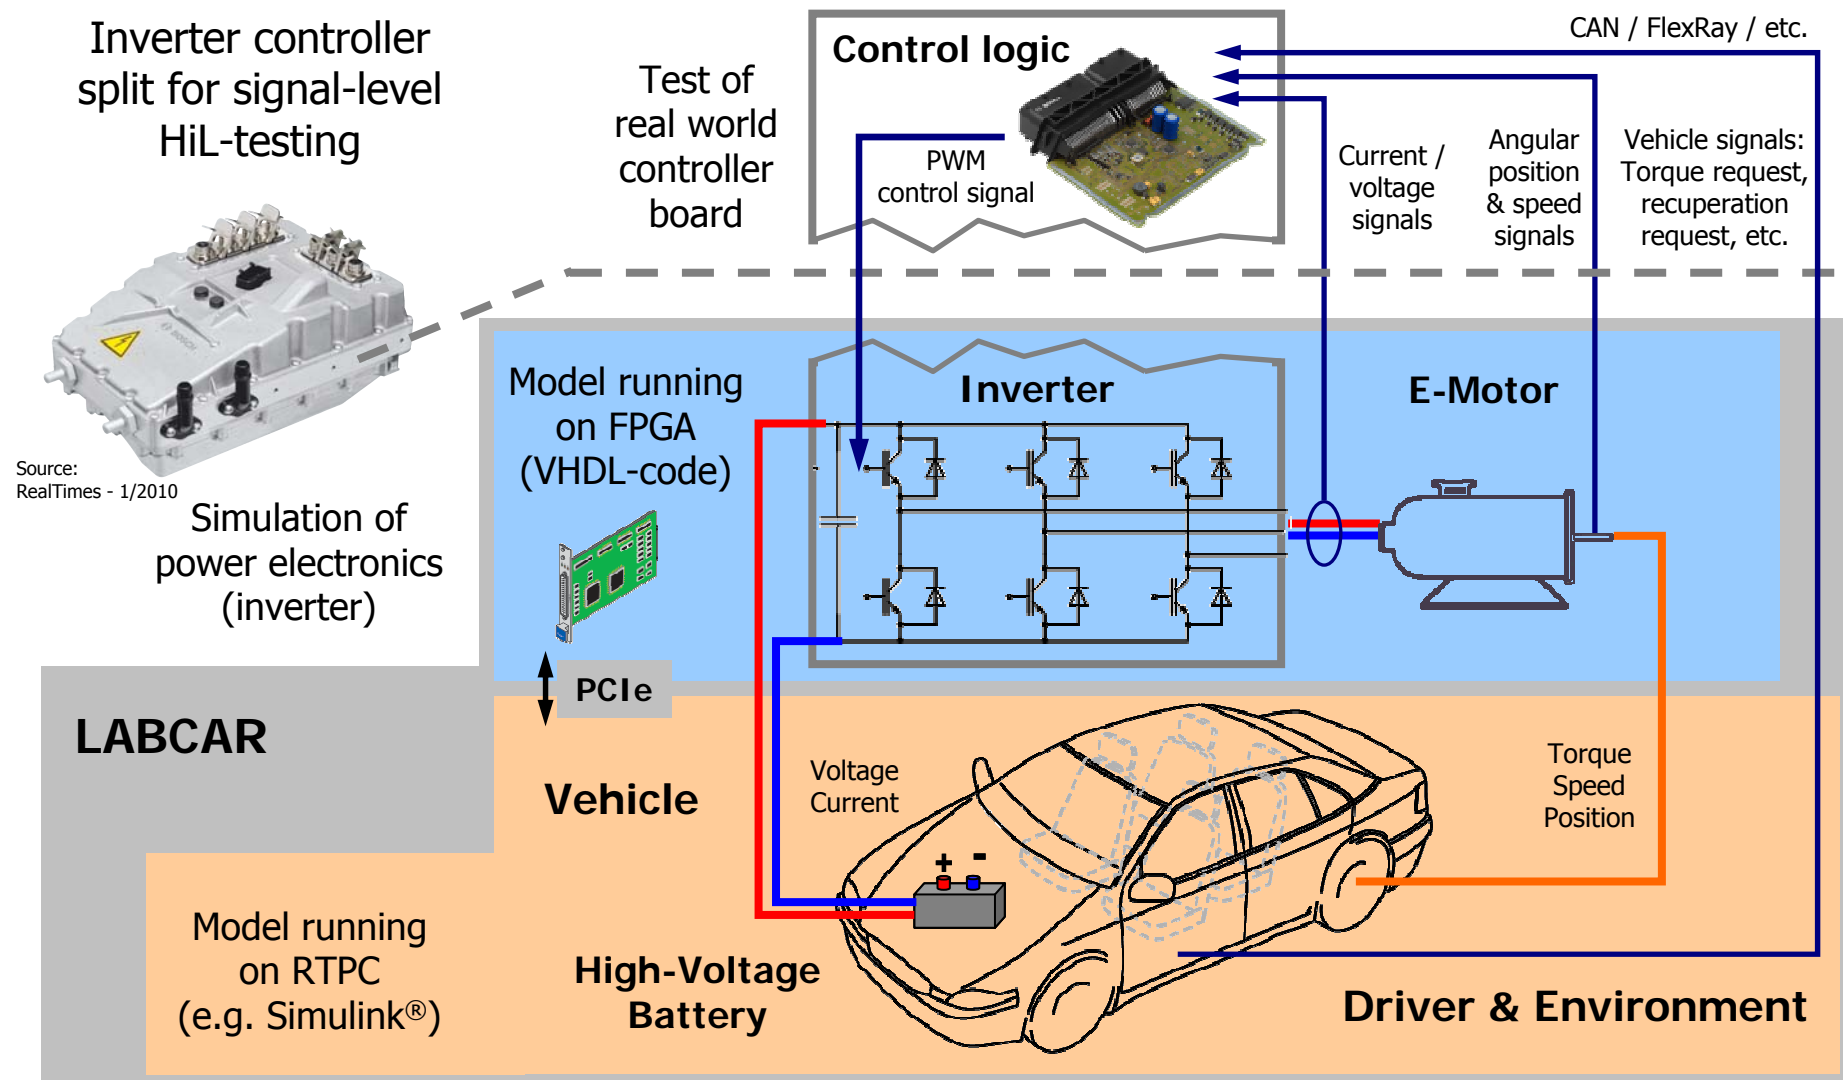 Inverter controller
split for signal-level
HiL-testing
Source:
RealTimes - 1/2010
Simulation of
power electronics
(inverter)
Test of
real world
controller
board
Control logic
PWM
control signal
CAN / FlexRay / etc.
Current /
voltage
signals
Angular
position
& speed
signals
Vehicle signals:
Torque request,
recuperation
request, etc.
Model running
on FPGA
(VHDL-code)
Inverter
E-Motor
PCIe
LABCAR
Vehicle
Voltage
Current
+ -
Torque
Speed
Position
Model running
on RTPC
(e.g. Simulink®)
High-Voltage
Battery
Driver & Environment